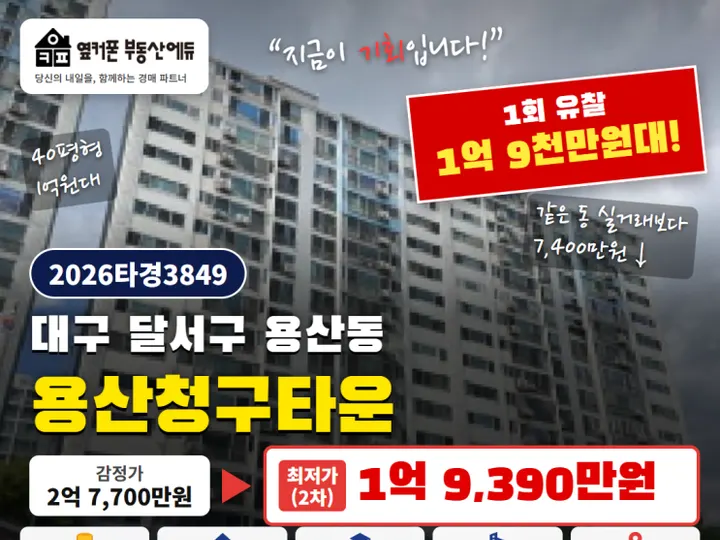 옆커폰 부동산에듀
당신의 내일을, 함께하는 경매 파트너
“지금이 기회입니다!”
1회 유찰
1억 9천만원대!
40평형
1억원대
같은 동 실거래보다
7,400만원↓
2026타경3849
대구 달서구 용산동
용산청구타운
감정가
2억 7,700만원
최저가
(2차)
1억 9,390만원